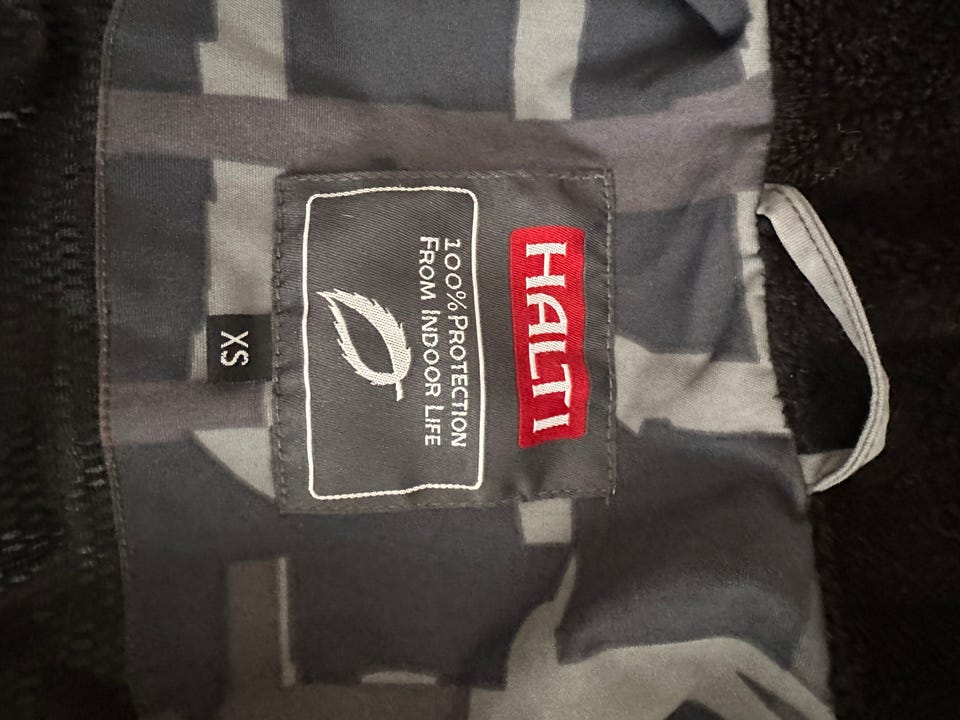 HALTI
100% PROTECTION
FROM INDOOR LIFE
XS